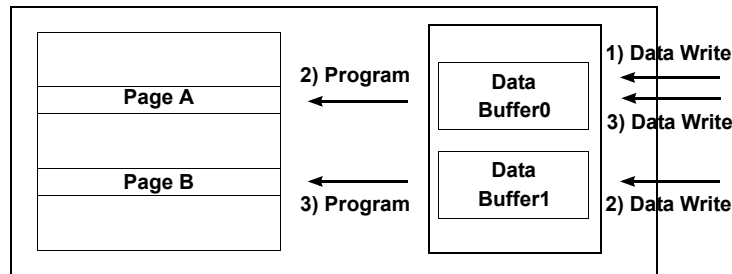 1) Data Write
2) Program
Data
Buffer0
Page A
3) Data Write
Data
Buffer1
Page B
3) Program
2) Data Write